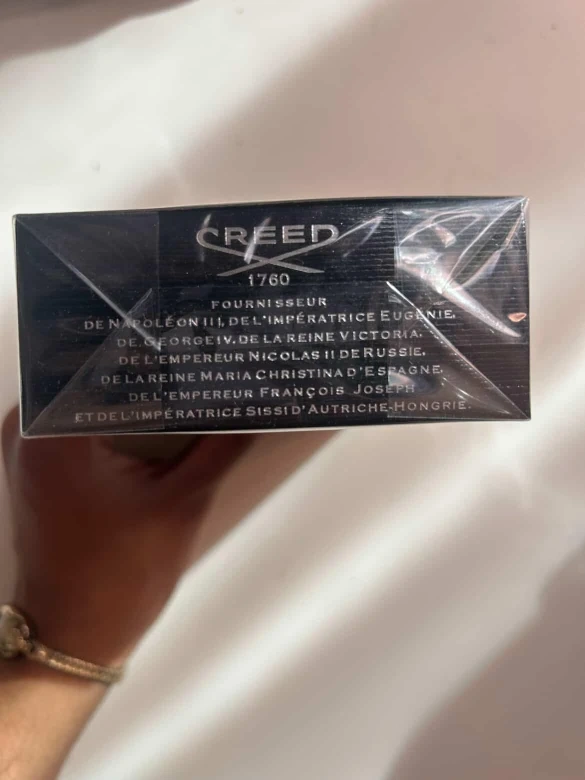 CREED
1760
FOURNISSEUR
DE NAPOLÉON III, DE L'IMPÉRATRICE EUGÉNIE,
DE GEORGE IV, DE LA REINE VICTORIA,
DE L'EMPEREUR NICOLAS II DE RUSSIE,
DE LA REINE MARIA CHRISTINA D'ESPAGNE,
DE L'EMPEREUR FRANÇOIS JOSEPH
ET DE L'IMPÉRATRICE SISSI D'AUTRICHE-HONGRIE.